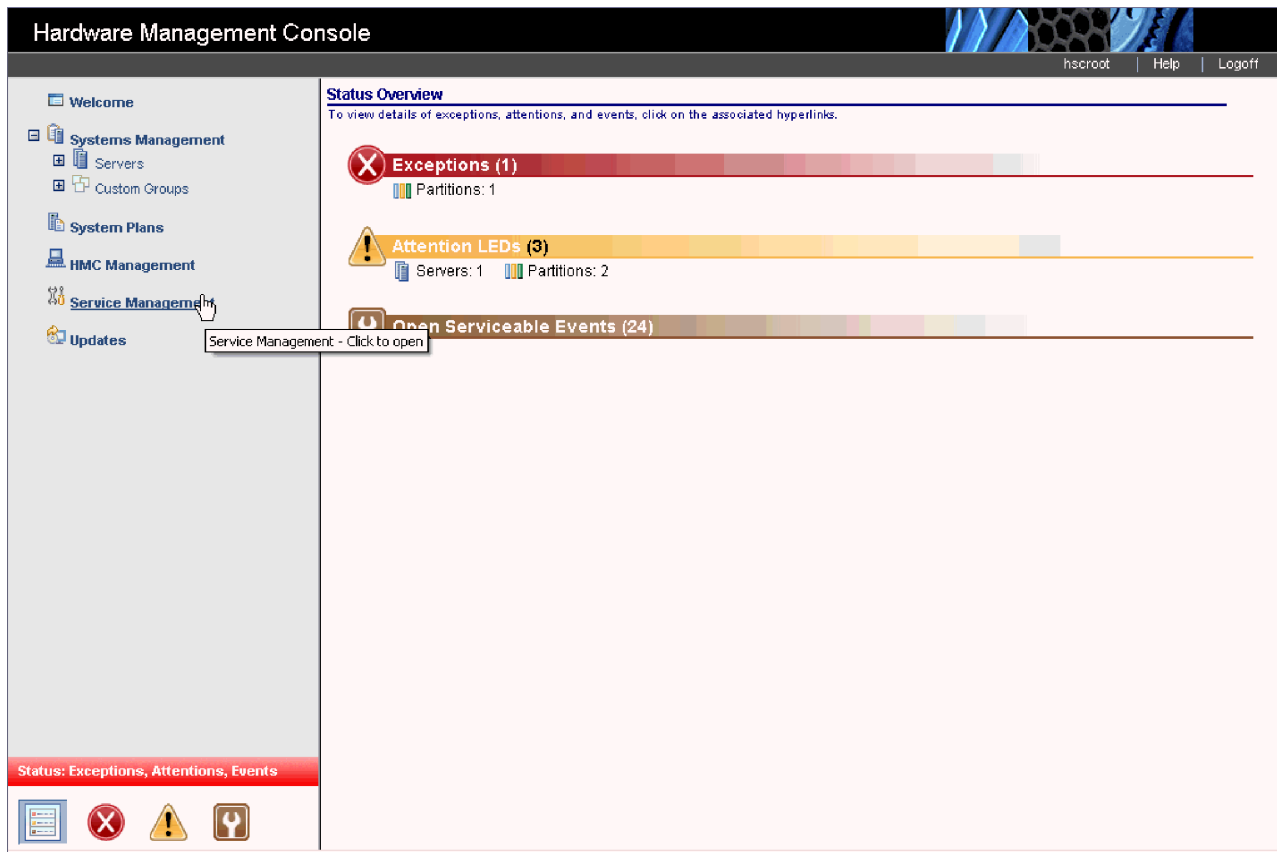 Hardware Management Console
hscroot | Help | Logoff
Welcome
Systems Management
Servers
Custom Groups
System Plans
HMC Management
Service Management
Updates
Service Management - Click to open
Status Overview
To view details of exceptions, attentions, and events, click on the associated hyperlinks.
Exceptions (1)
Partitions: 1
Attention LEDs (3)
Servers: 1 Partitions: 2
Open Serviceable Events (24)
Status: Exceptions, Attentions, Events